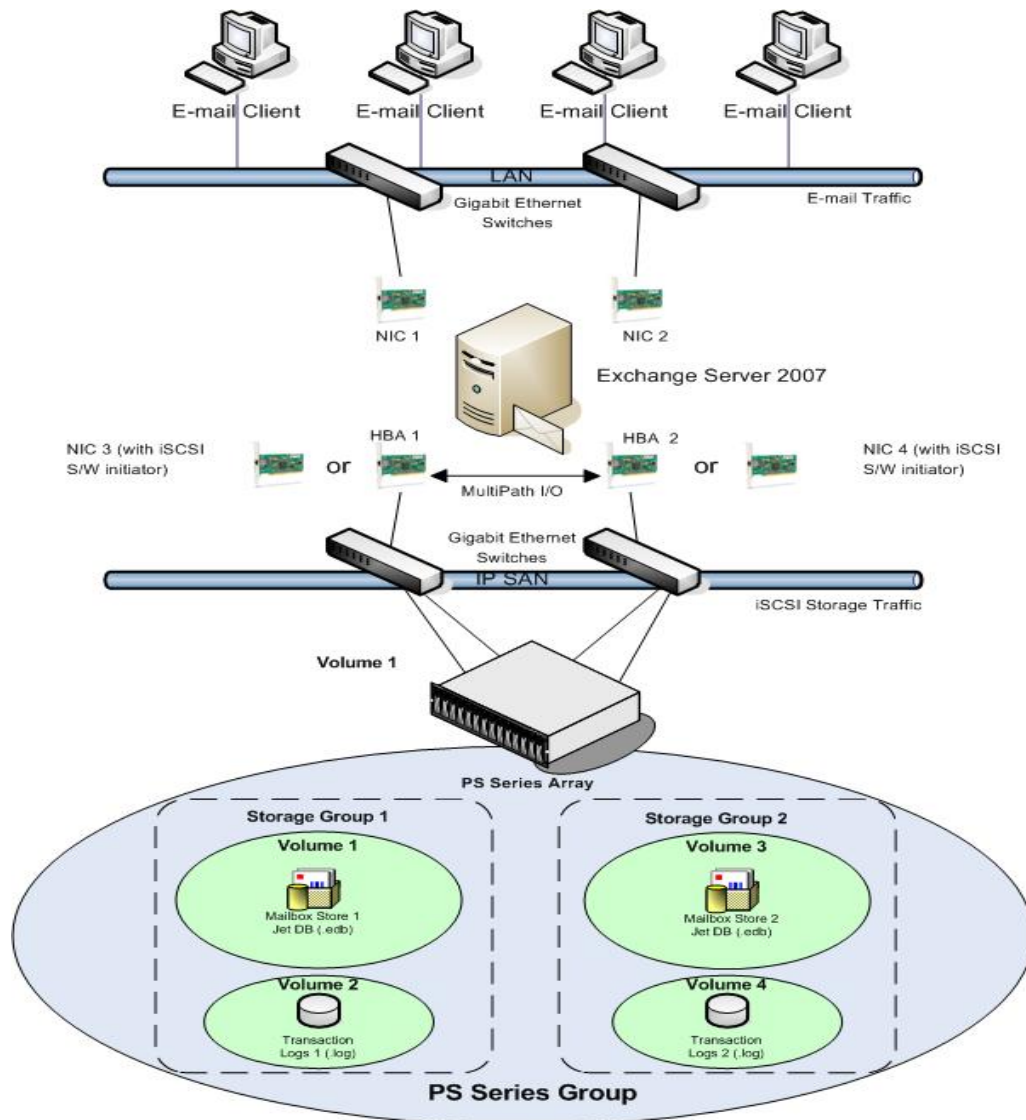 E-mail Client
E-mail Client
E-mail Client
E-mail Client
LAN
E-mail Traffic
Gigabit Ethernet
Switches
NIC 1
NIC 2
Exchange Server 2007
NIC 3 (with iSCSI
S/W initiator)
or
HBA 1
MultiPath I/O
HBA 2
or
NIC 4 (with iSCSI
S/W initiator)
Gigabit Ethernet
Switches
IP SAN
iSCSI Storage Traffic
Volume 1
PS Series Array
Storage Group 1
Volume 1
Mailbox Store 1
Jet DB (.edb)
Volume 2
Transaction
Logs 1 (.log)
Storage Group 2
Volume 3
Mailbox Store 2
Jet DB (.edb)
Volume 4
Transaction
Logs 2 (.log)
PS Series Group